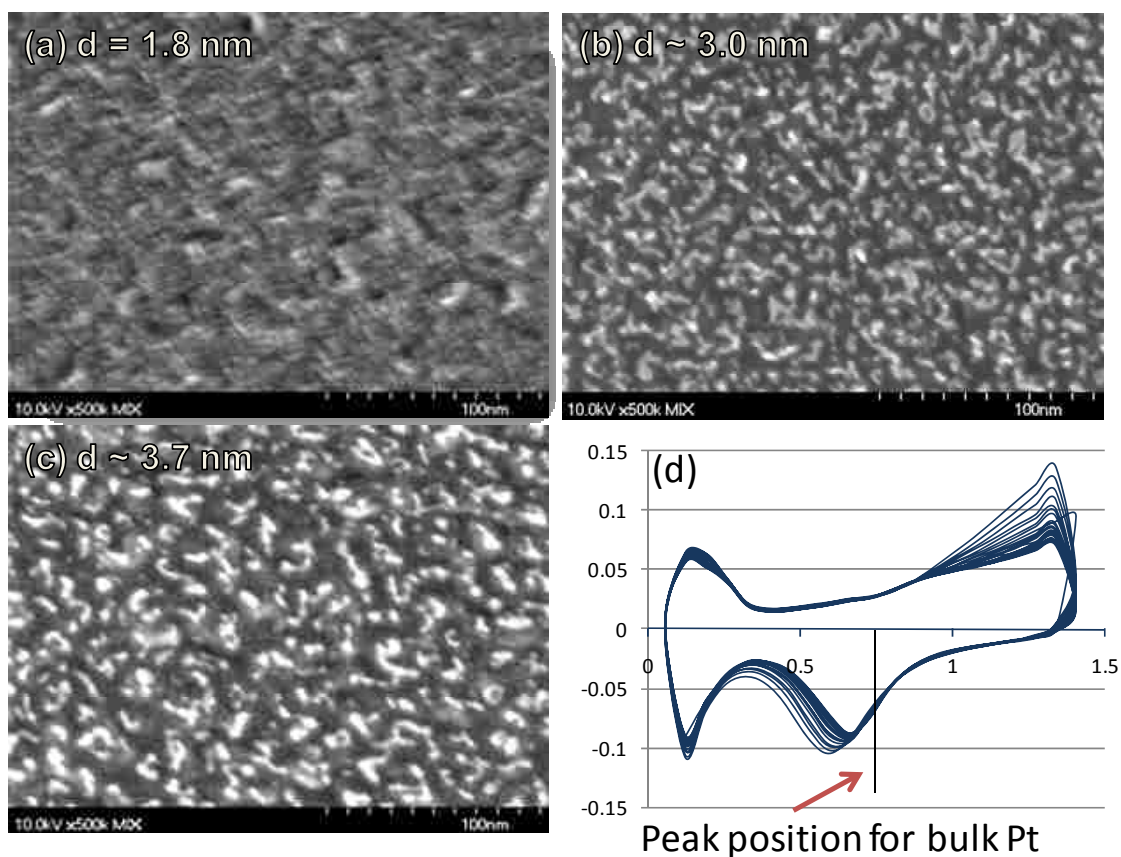 (a) d = 1.8 nm
10.0kV x500k MIX
100nm
(b) d ~ 3.0 nm
10.0kV x500k MIX
100nm
(c) d ~ 3.7 nm
10.0kV x500k MIX
100nm
(d)
0.15
0.1
0.05
0
-0.05
-0.1
-0.15
0 0.5 1 1.5
Peak position for bulk Pt